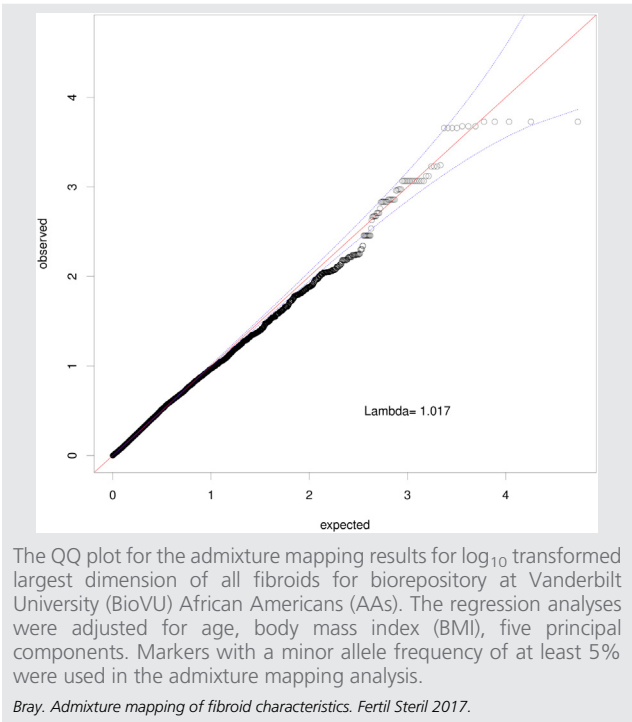 4
3
observed
2
1
Lambda= 1.017
0
0 1 2 3 4
expected
The QQ plot for the admixture mapping results for log10 transformed
largest dimension of all fibroids for biorepository at Vanderbilt
University (BioVU) African Americans (AAs). The regression analyses
were adjusted for age, body mass index (BMI), five principal
components. Markers with a minor allele frequency of at least 5%
were used in the admixture mapping analysis.
Bray. Admixture mapping of fibroid characteristics. Fertil Steril 2017.